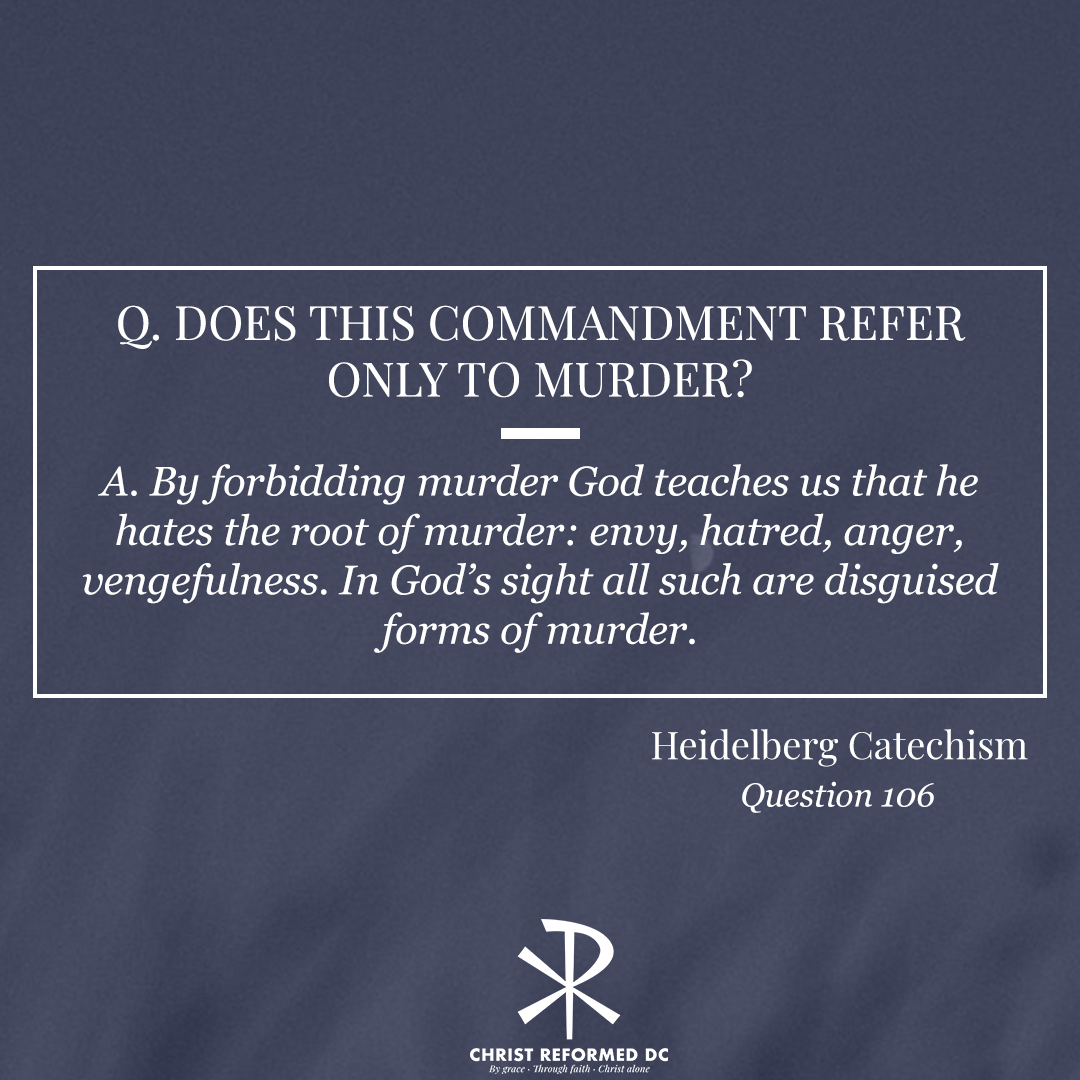 Q. DOES THIS COMMANDMENT REFER
ONLY TO MURDER?
A. By forbidding murder God teaches us that he
hates the root of murder: envy, hatred, anger,
vengefulness. In God’s sight all such are disguised
forms of murder.
Heidelberg Catechism
Question 106
CHRIST REFORMED DC
By grace · Through faith · Christ alone